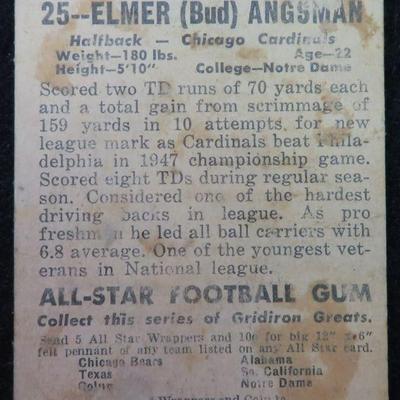 25--ELMER (Bud) ANGSMAN
Halfback — Chicago Cardinals
Weight—180 lbs. Age—22
Height—5'10" College—Notre Dame
Scored two TD runs of 70 yards each
and a total gain from scrimmage of
159 yards in 10 attempts, for new
league mark as Cardinals beat Phila-
delphia in 1947 championship game.
Scored eight TDs during regular sea-
son. Considered one of the hardest
driving backs in league. As pro
freshman he led all ball carriers with
6.8 average. One of the youngest vet-
erans in National league.
ALL-STAR FOOTBALL GUM
Collect this series of Gridiron Greats.
Send 5 All Star Wrappers and 10c for big 12" x 6"
felt pennant of any team listed on any All Star card.
Chicago Bears Alabama
Texas So. California
Notre Dame
Wrappers and Coin to